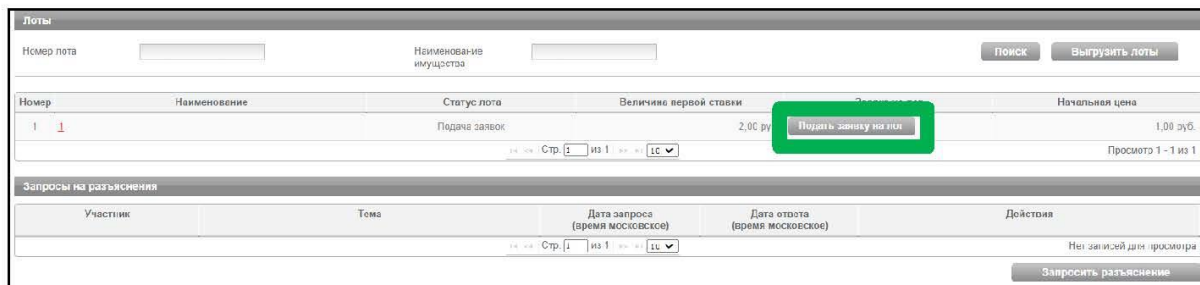 Лоты
Номер лота
Наименование
имущества
Поиск
Выгрузить лоты
Номер Наименование Статус лота Величина первой ставки Начальная цена
1 1 Подача заявок 2,00 ру Подать заявку на лот 1,00 руб.
Стр. 1 из 1 10 Просмотр 1 - 1 из 1
Запросы на разъяснения
Участник Тема Дата запроса
(время московское) Дата ответа
(время московское) Действия
Стр. 1 из 1 10 Нет записей для просмотра
Запросить разъяснение